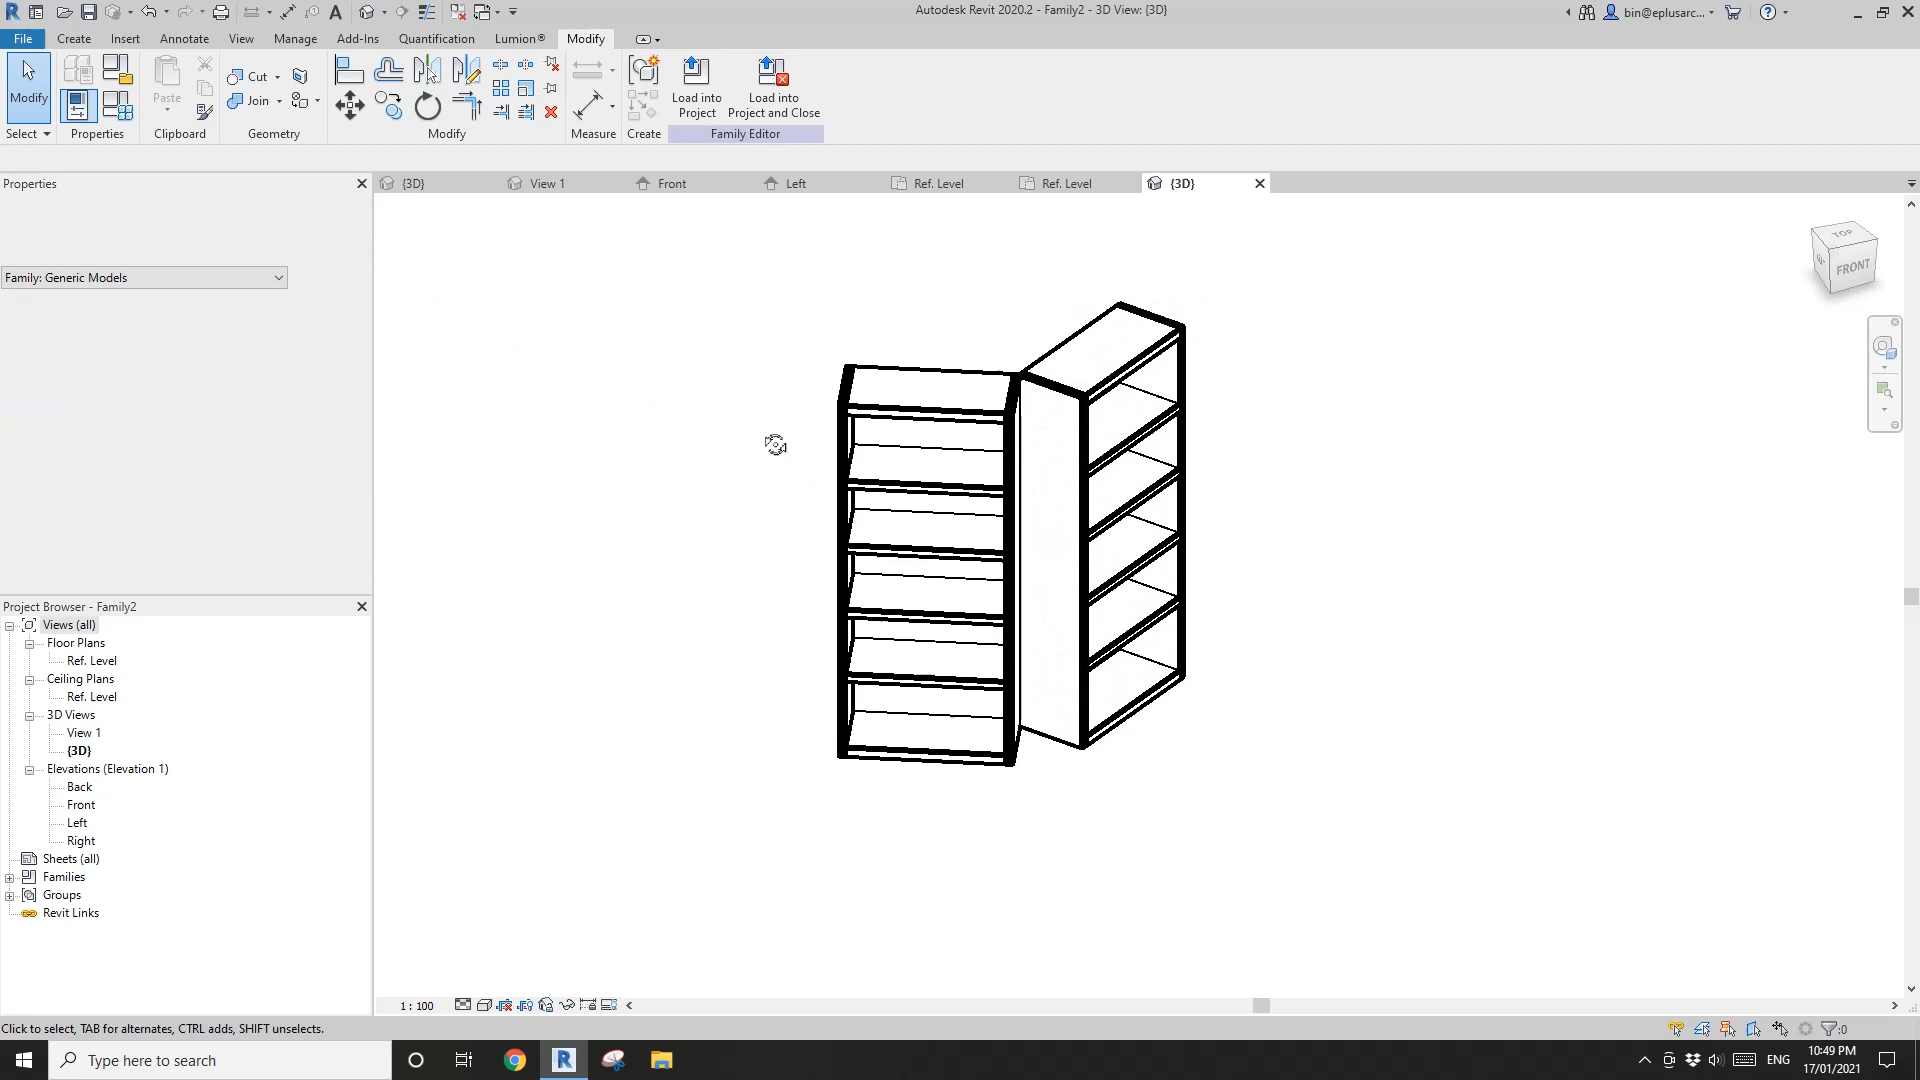 Autodesk Revit 2020.2 - Family2 - 3D View: {3D}
bin@eplusarc...
File Create Insert Annotate View Manage Add-Ins Quantification Lumion® Modify
Modify
Paste
Cut
Join
Load into Project
Load into Project and Close
Select Properties Clipboard Geometry Modify Measure Create Family Editor
Properties
{3D} View 1 Front Left Ref. Level Ref. Level {3D}
Family: Generic Models
TOP
FRONT
Project Browser - Family2
Views (all)
Floor Plans
Ref. Level
Ceiling Plans
Ref. Level
3D Views
View 1
{3D}
Elevations (Elevation 1)
Back
Front
Left
Right
Sheets (all)
Families
Groups
Revit Links
1 : 100
Click to select, TAB for alternates, CTRL adds, SHIFT unselects.
:0
Type here to search
ENG
10:49 PM
17/01/2021